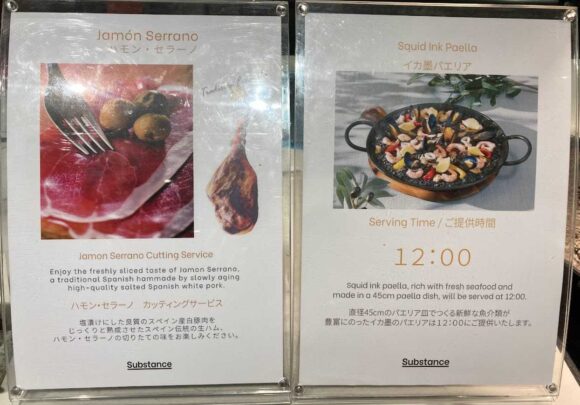 Jamón Serrano
ハモン・セラーノ
Jamon Serrano Cutting Service
Enjoy the freshly sliced taste of Jamon Serrano,
a traditional Spanish hammade by slowly aging
high-quality salted Spanish white pork.
ハモン・セラーノ カッティングサービス
塩漬けにした良質のスペイン産白豚肉を
じっくりと熟成させたスペイン伝統の生ハム、
ハモン・セラーノの切りたての味をお楽しみください。
Substance
Squid Ink Paella
イカ墨パエリア
Serving Time / ご提供時間
12:00
Squid ink paella, rich with fresh seafood and
made in a 45cm paella dish, will be served at 12:00.
直径45cmのパエリア皿でつくる新鮮な魚介類が
豊富にのったイカ墨のパエリアは12:00にご提供いたします。
Substance